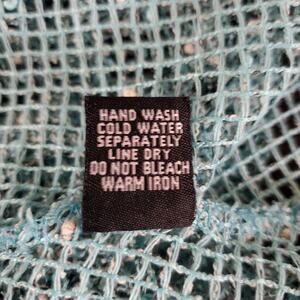 HAND WASH
COLD WATER
SEPARATELY
LINE DRY
DO NOT BLEACH
WARM IRON